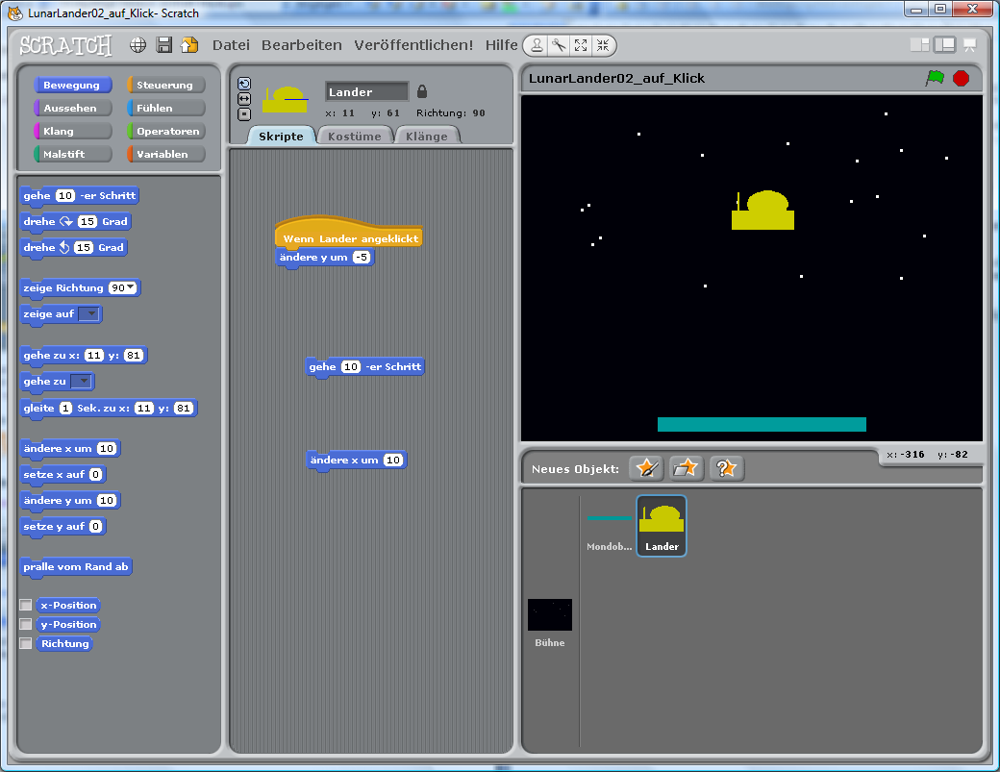 LunarLander02_auf_Klick- Scratch
SCRATCH Datei Bearbeiten Veröffentlichen! Hilfe
Bewegung Steuerung
Aussehen Fühlen
Klang Operatoren
Malstift Variablen
gehe 10 -er Schritt
drehe 15 Grad
drehe 15 Grad
zeige Richtung 90
zeige auf
gehe zu x: 11 y: 81
gehe zu
gleite 1 Sek. zu x: 11 y: 81
ändere x um 10
setze x auf 0
ändere y um 10
setze y auf 0
pralle vom Rand ab
x-Position
y-Position
Richtung
Lander
x: 11 y: 61 Richtung: 90
Skripte Kostüme Klänge
Wenn Lander angeklickt
ändere y um -5
gehe 10 -er Schritt
ändere x um 10
LunarLander02_auf_Klick
x: -316 y: -82
Neues Objekt:
Mondob... Lander
Bühne